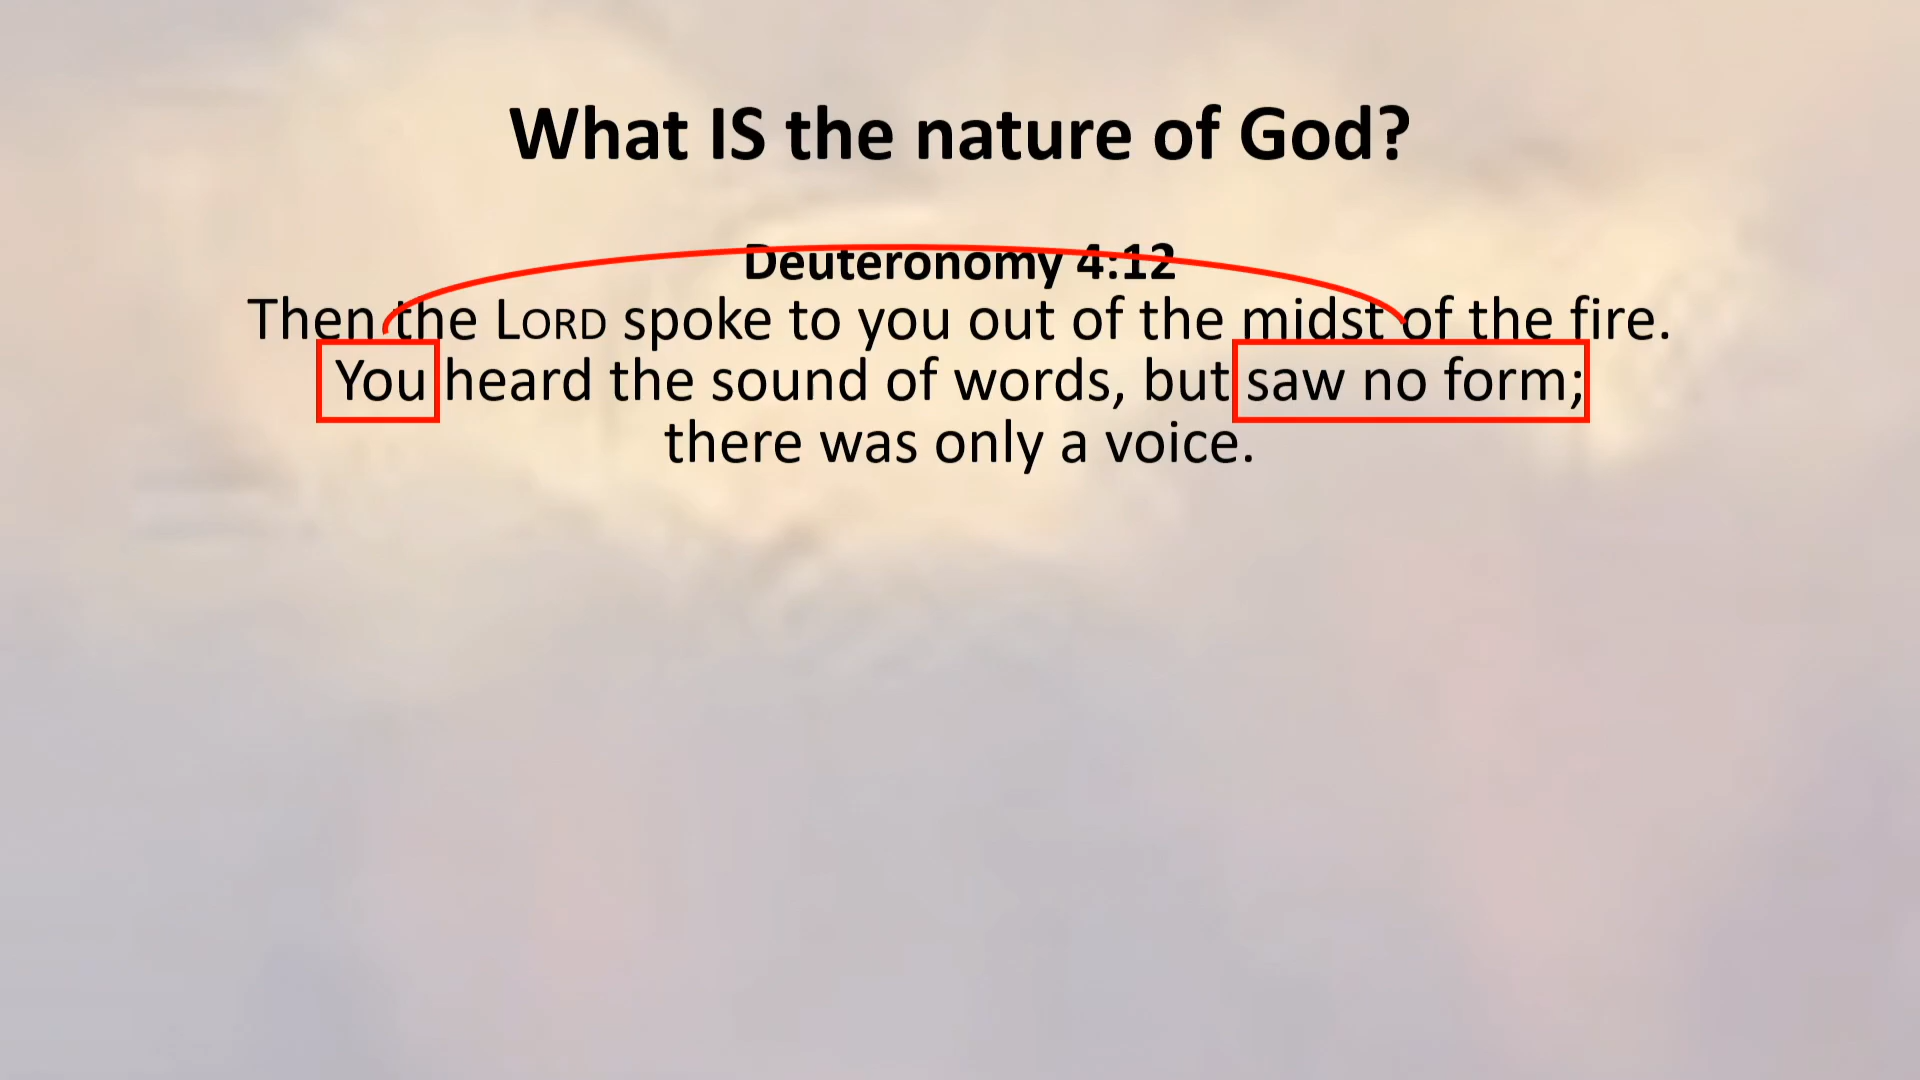 What IS the nature of God?
Deuteronomy 4:12
Then the LORD spoke to you out of the midst of the fire.
You heard the sound of words, but saw no form;
there was only a voice.